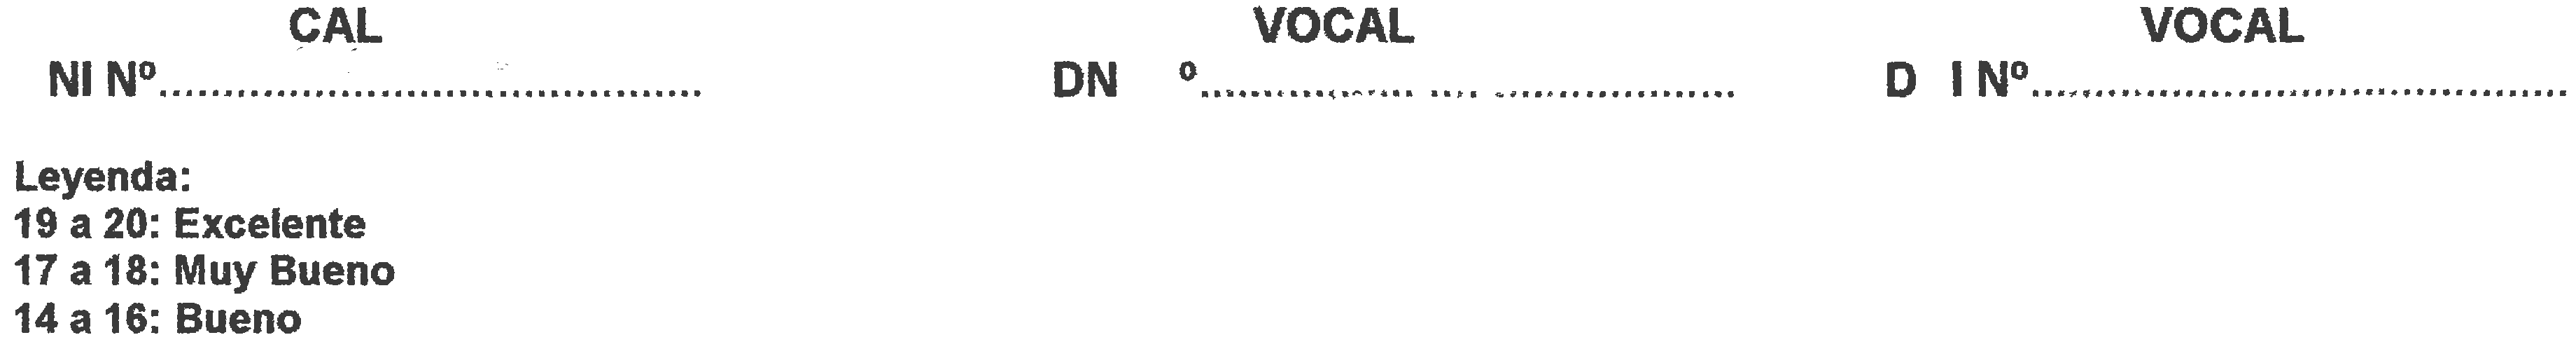 CAL VOCAL VOCAL
NI Nº........................................ DN º........................................ D I Nº........................................
Leyenda:
19 a 20: Excelente
17 a 18: Muy Bueno
14 a 16: Bueno